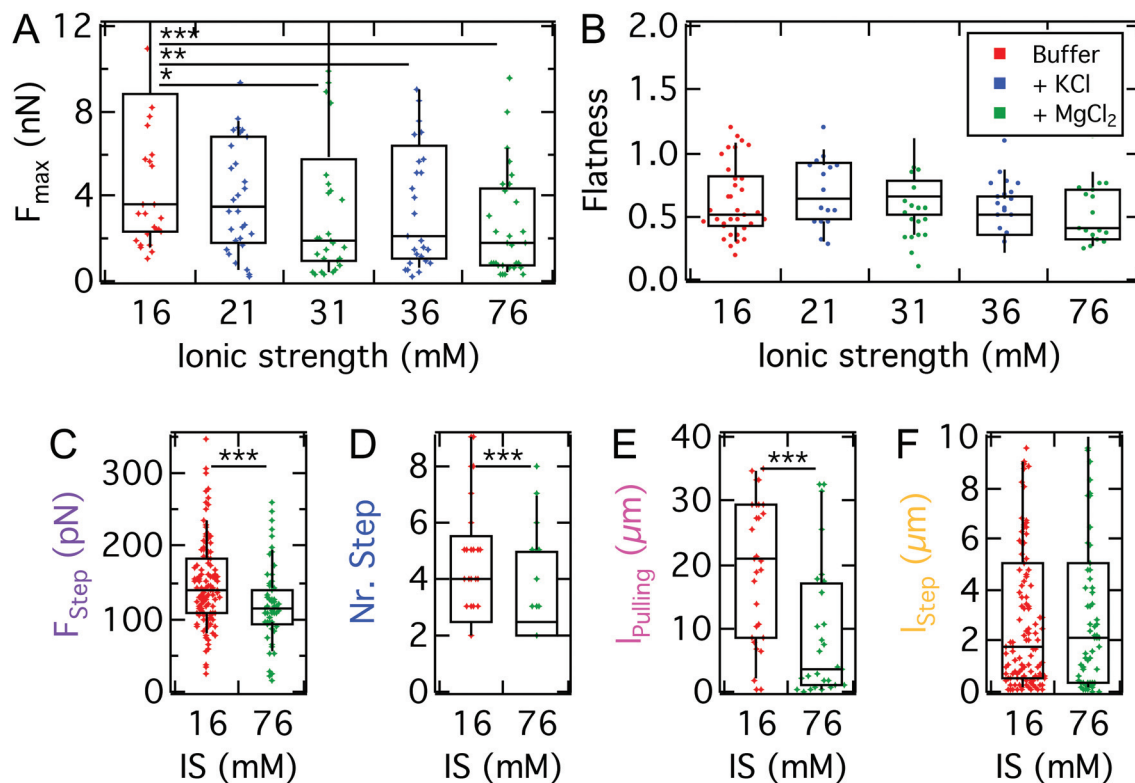 A
F_max (nN)
12
8
4
0
***
**
*
16 21 31 36 76
Ionic strength (mM)
B
Flatness
2.0
1.5
1.0
0.5
0.0
Buffer
+ KCl
+ MgCl₂
16 21 31 36 76
Ionic strength (mM)
C
F_Step (pN)
300
200
100
0
***
16 76
IS (mM)
D
Nr. Step
8
6
4
2
0
***
16 76
IS (mM)
E
l_Pulling (µm)
40
30
20
10
0
***
16 76
IS (mM)
F
l_Step (µm)
10
8
6
4
2
0
16 76
IS (mM)